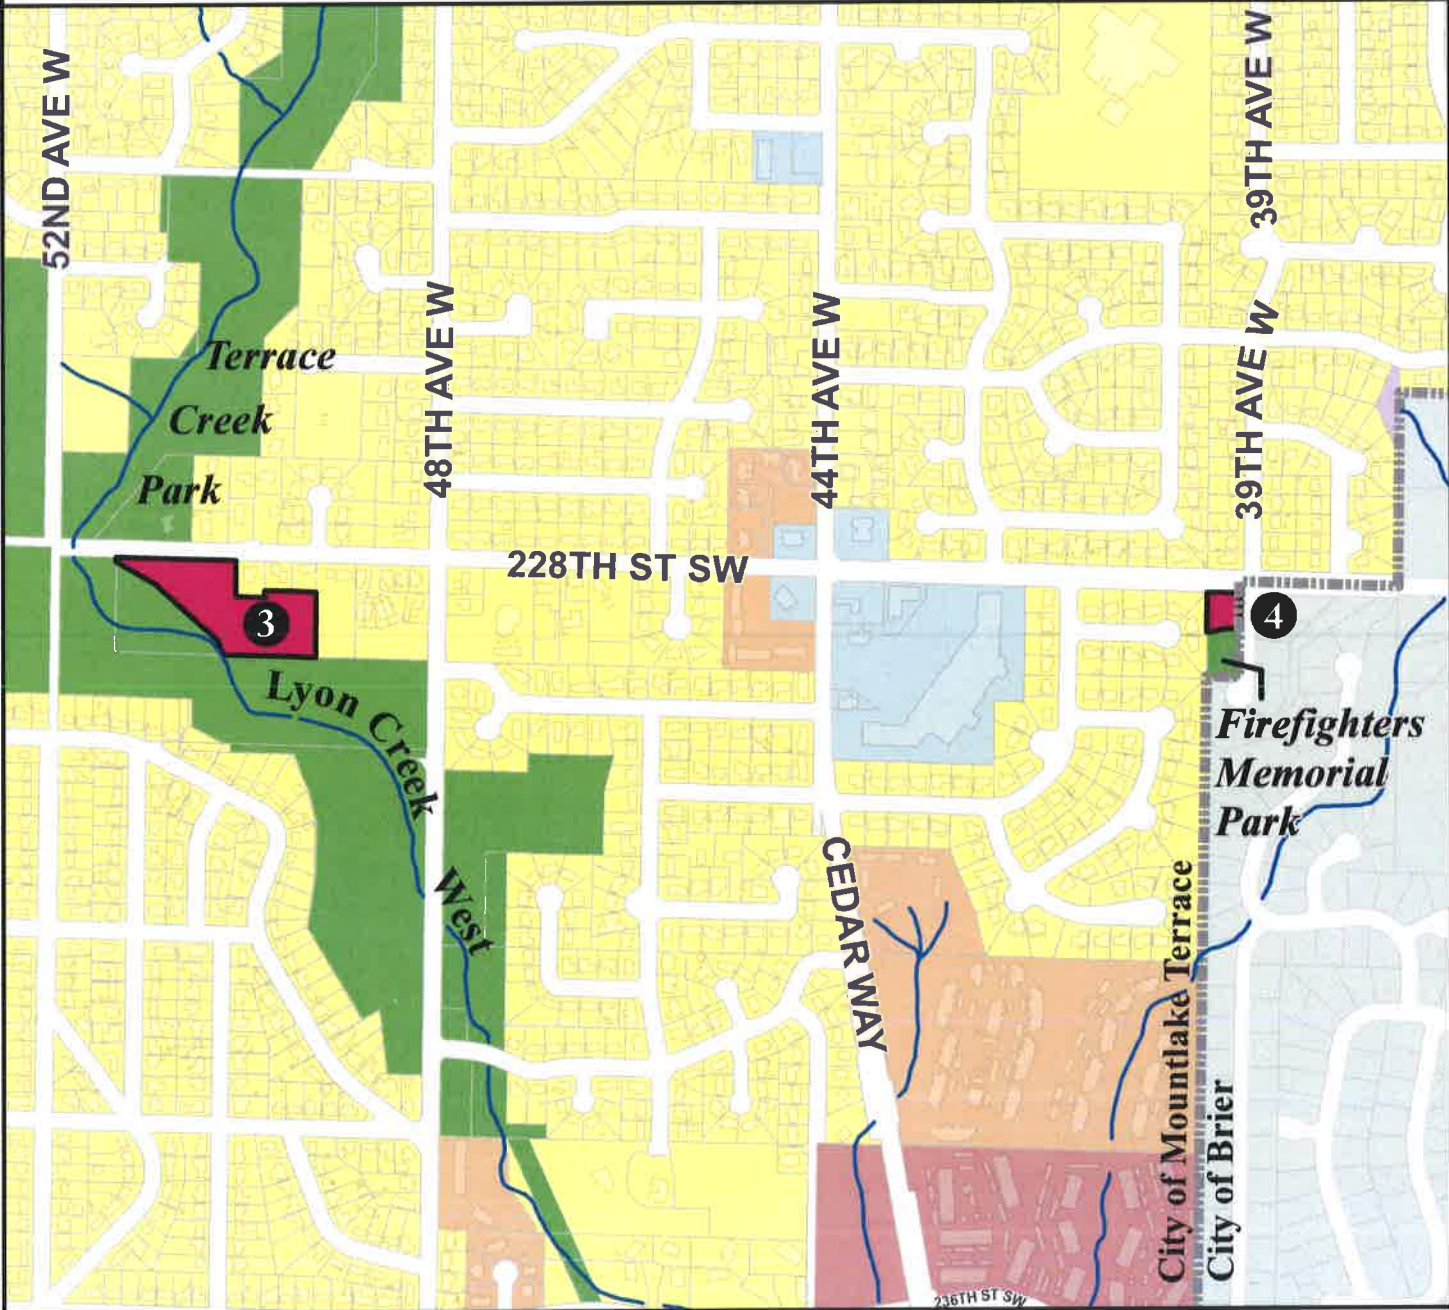 52ND AVE W
39TH AVE W
48TH AVE W
44TH AVE W
39TH AVE W
Terrace
Creek
Park
228TH ST SW
3
4
Lyon Creek
West
Firefighters
Memorial
Park
CEDAR WAY
City of Mountlake Terrace
City of Brier
236TH ST SW